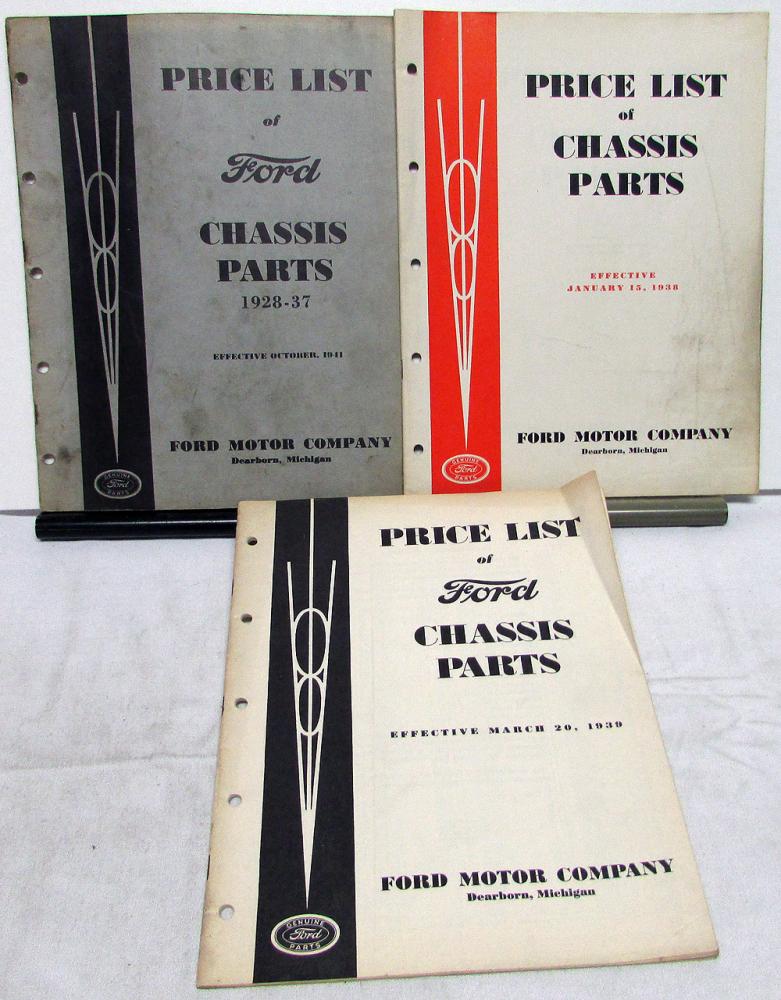 PRICE LIST
of
Ford
CHASSIS
PARTS
1928-37
EFFECTIVE OCTOBER, 1941
FORD MOTOR COMPANY
Dearborn, Michigan
GENUINE
Ford
PARTS
PRICE LIST
of
CHASSIS
PARTS
EFFECTIVE
JANUARY 15, 1938
FORD MOTOR COMPANY
Dearborn, Michigan
GENUINE
Ford
PARTS
PRICE LIST
of
Ford
CHASSIS
PARTS
EFFECTIVE MARCH 20, 1939
FORD MOTOR COMPANY
Dearborn, Michigan
GENUINE
Ford
PARTS